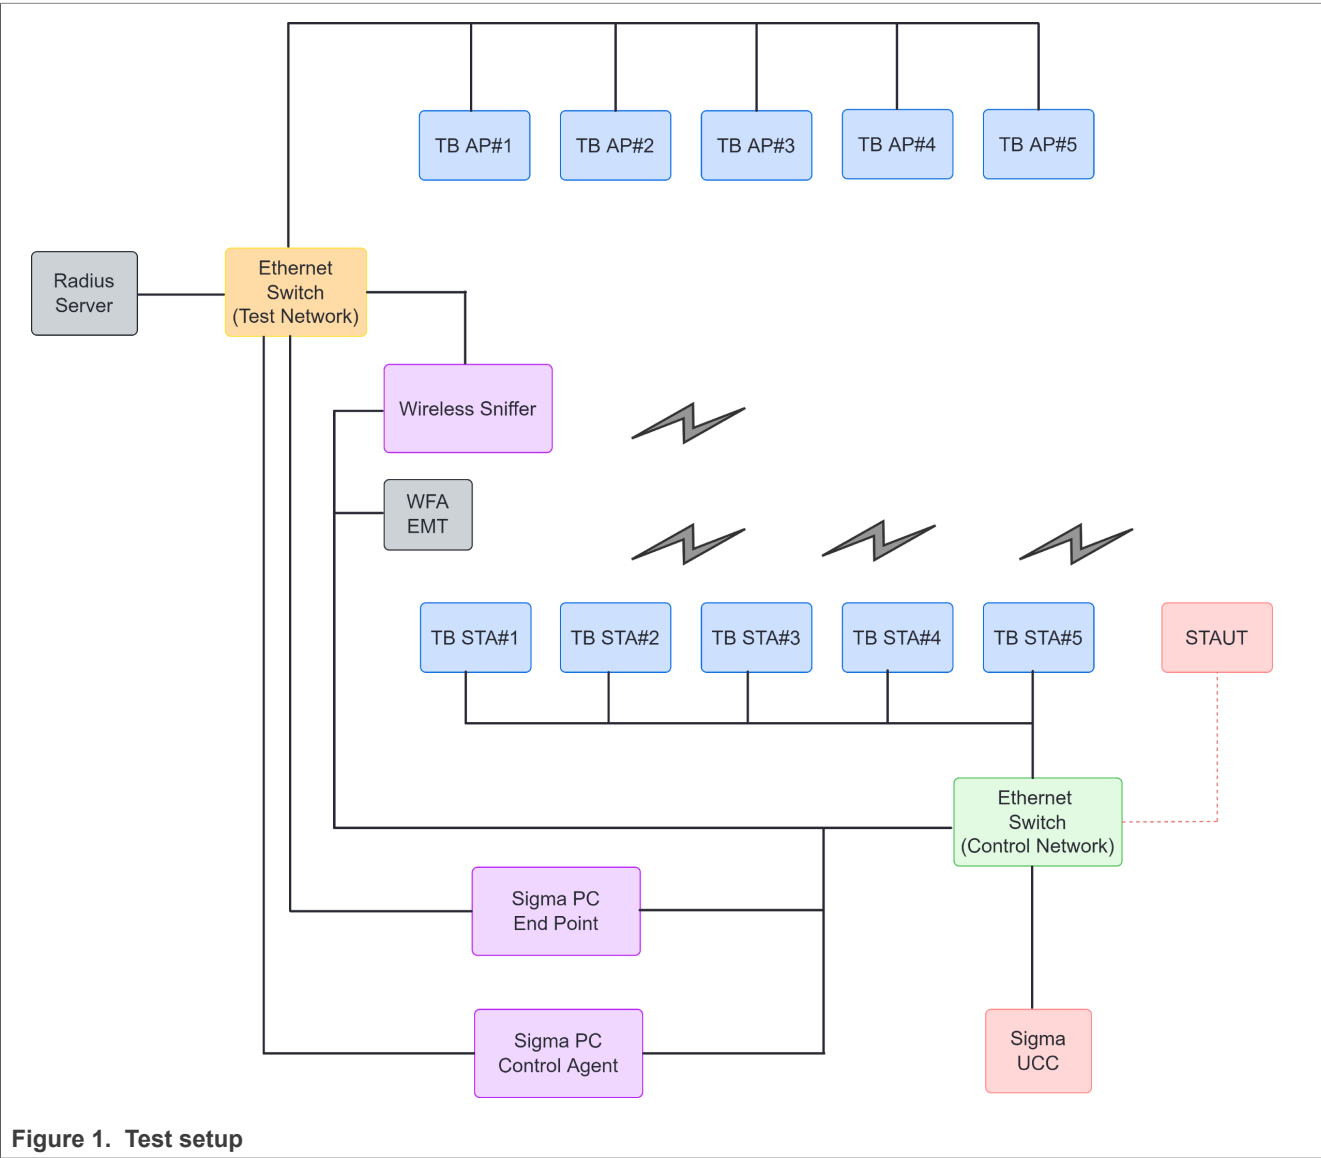 TB AP#1
TB AP#2
TB AP#3
TB AP#4
TB AP#5
Radius
Server
Ethernet
Switch
(Test Network)
Wireless Sniffer
WFA
EMT
TB STA#1
TB STA#2
TB STA#3
TB STA#4
TB STA#5
STAUT
Ethernet
Switch
(Control Network)
Sigma PC
End Point
Sigma PC
Control Agent
Sigma
UCC
Figure 1. Test setup